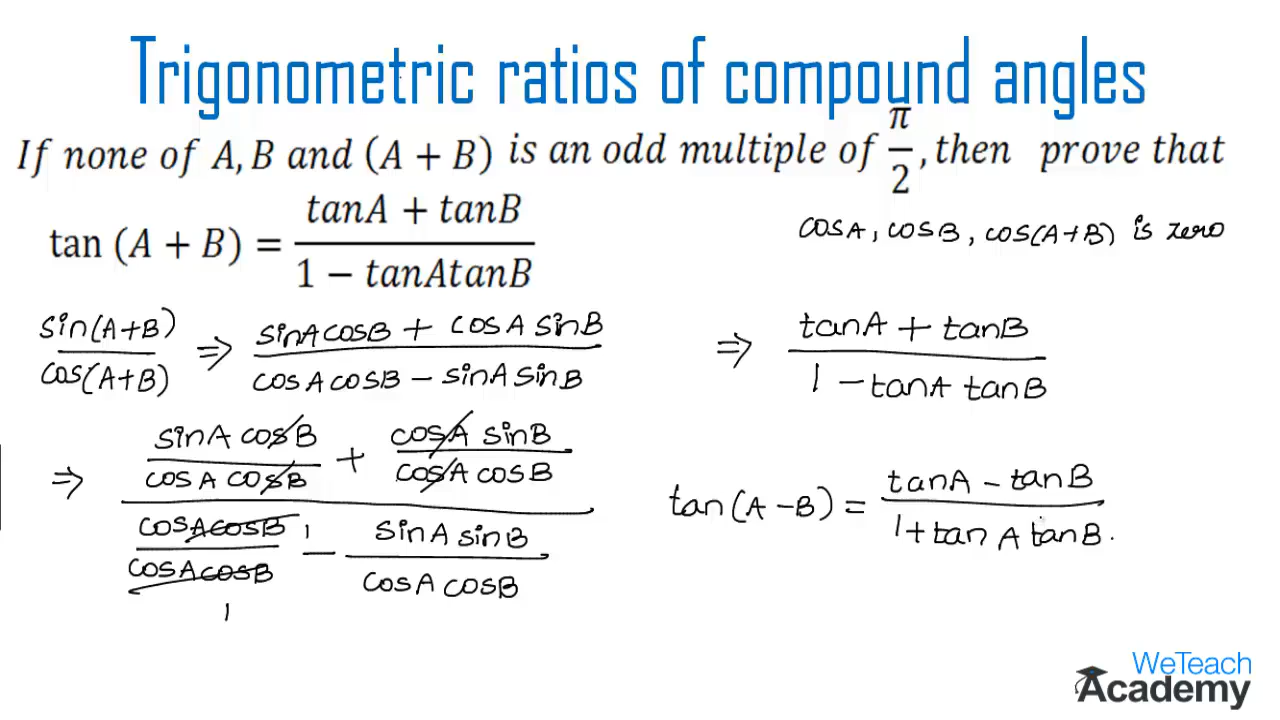 Trigonometric ratios of compound angles
If none of A, B and (A + B) is an odd multiple of π/2, then prove that
tan (A + B) = (tanA + tanB)/(1 − tanAtanB)
cosA, cosB, cos(A+B) is zero
sin(A+B)/cos(A+B) ⇒ (sinA cosB + cosA sinB)/(cosA cosB − sinA sinB)
⇒ (sinA cosB/cosA cosB + cosA sinB/cosA cosB)/(cosAcosB/cosAcosB 1 − sinA sinB/cosA cosB)
1
⇒ (tanA + tanB)/(1 − tanA tanB)
tan(A − B) = (tanA − tanB)/(1 + tan A tanB).
WeTeach
Academy